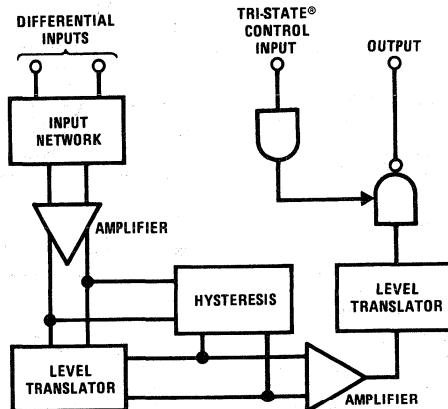 DIFFERENTIAL
INPUTS
TRI-STATE®
CONTROL
INPUT
OUTPUT
INPUT
NETWORK
AMPLIFIER
HYSTERESIS
LEVEL
TRANSLATOR
LEVEL
TRANSLATOR
AMPLIFIER